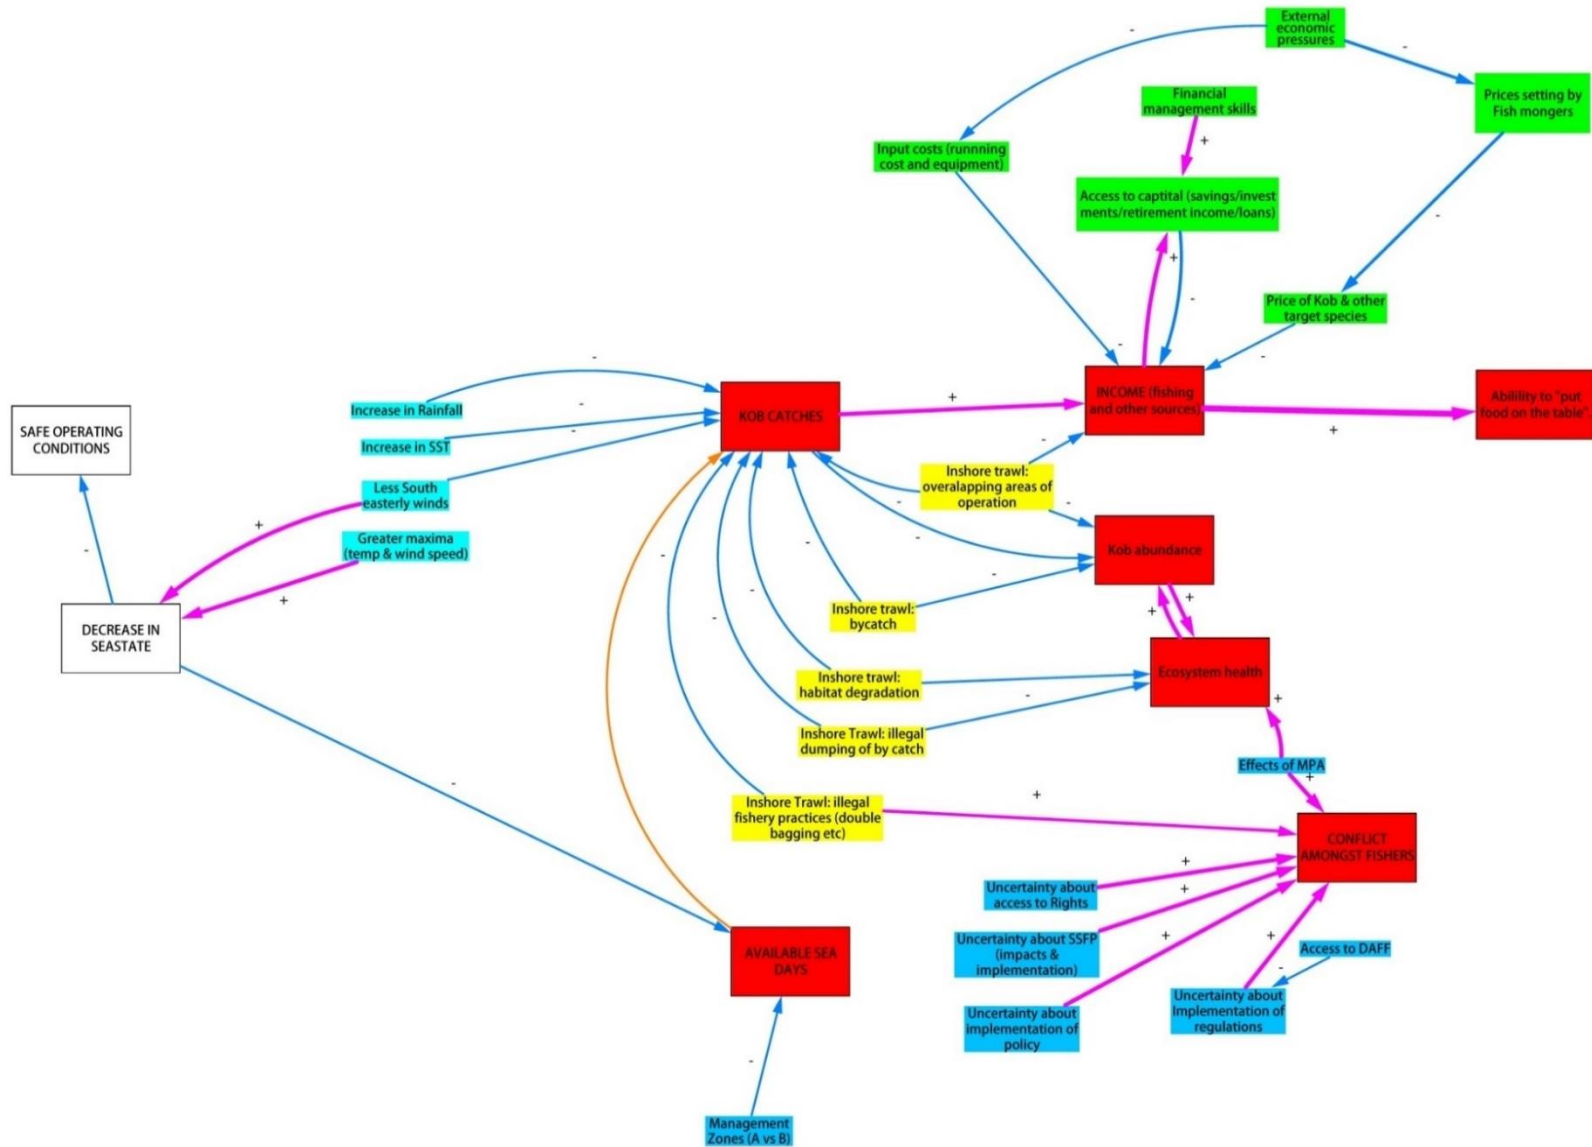 External
economic
pressures
-
-
Financial
management skills
Prices setting by
Fish mongers
+
Input costs (runnning
cost and equipment)
Access to captital (savings/invest
ments/retirement income/loans)
-
+
-
Price of Kob & other
target species
-
-
-
Increase in Rainfall
-
Increase in SST
-
Less South
easterly winds
Greater maxima
(temp & wind speed)
SAFE OPERATING
CONDITIONS
-
+
+
DECREASE IN
SEASTATE
-
KOB CATCHES
+
INCOME (fishing
and other sources)
+
Abilility to "put
food on the table".
Inshore trawl:
overalapping areas of
operation
-
-
-
-
Kob abundance
-
-
Inshore trawl:
bycatch
+
+
Inshore trawl:
habitat degradation
-
-
Ecosystem health
Inshore Trawl: illegal
dumping of by catch
-
-
+
Effects of MPA
+
Inshore Trawl: illegal
fishery practices (double
bagging etc)
+
CONFLICT
AMONGST FISHERS
Uncertainty about
access to Rights
+
Uncertainty about SSFP
(impacts &
implementation)
+
Uncertainty about
implementation of
policy
+
Uncertainty about
Implementation of
regulations
+
Access to DAFF
-
AVAILABLE SEA
DAYS
-
Management
Zones (A vs B)